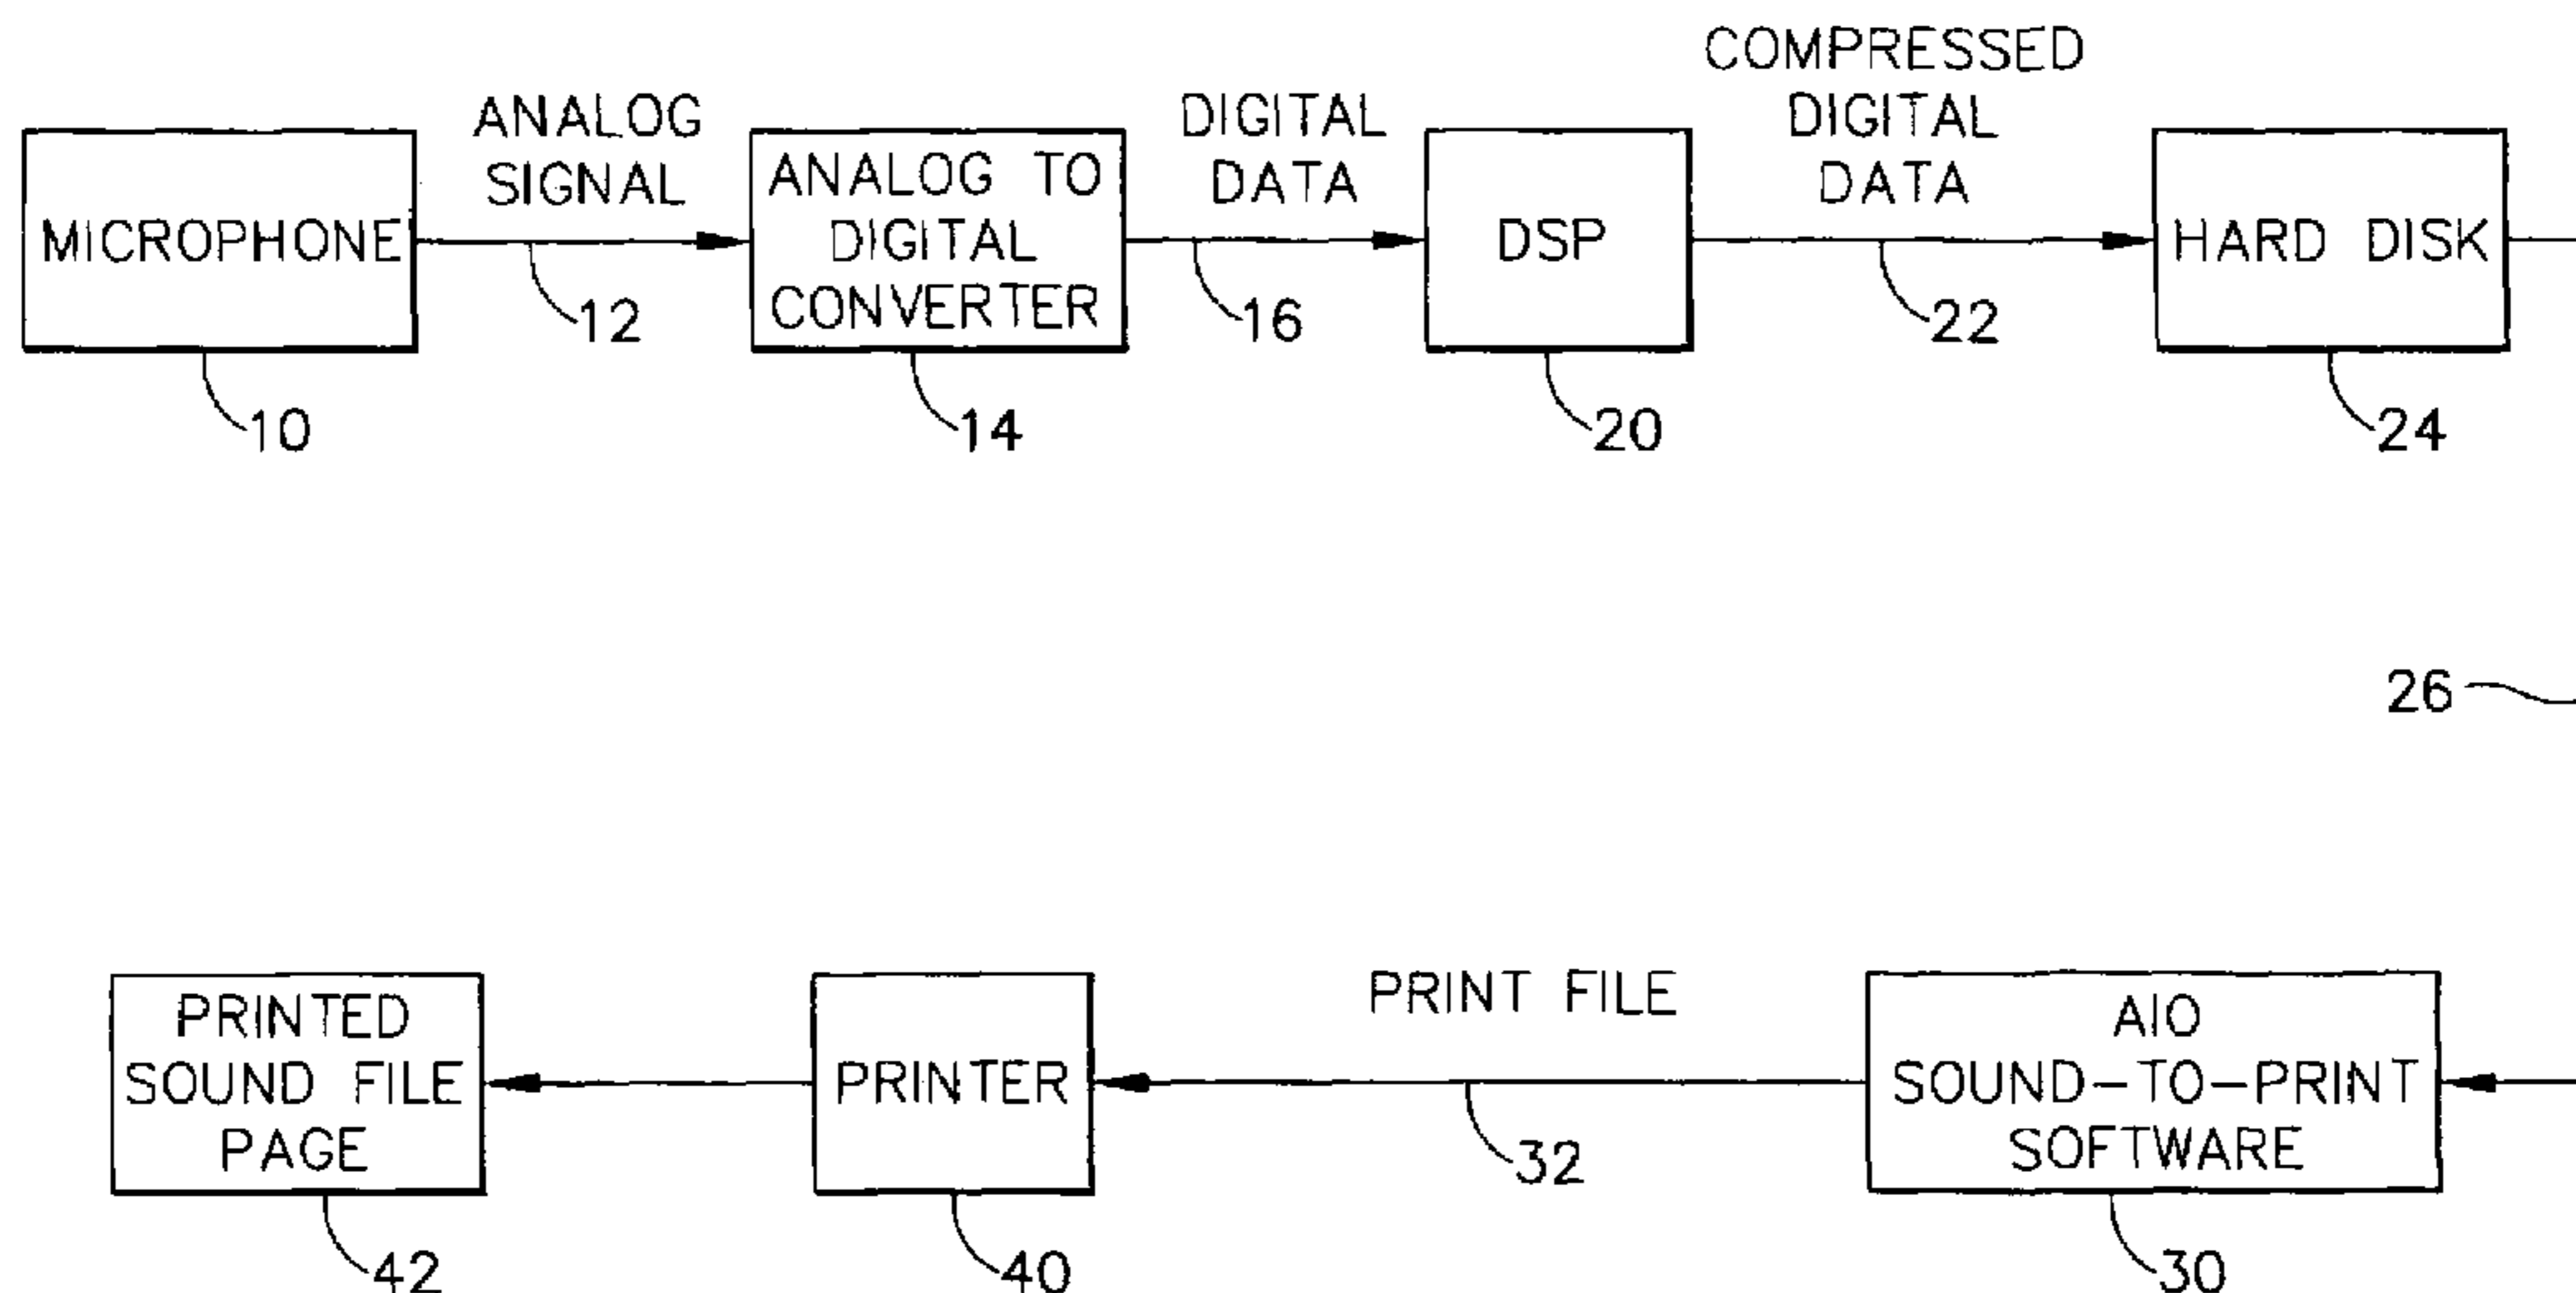 COMPRESSED
ANALOG
SIGNAL
DIGITAL
DATA
DIGITAL
DATA
MICROPHONE
ANALOG TO
DIGITAL
CONVERTER
DSP
HARD DISK
12
16
22
10
14
20
24
26
PRINTED
SOUND FILE
PAGE
PRINTER
PRINT FILE
AIO
SOUND-TO-PRINT
SOFTWARE
32
42
40
30